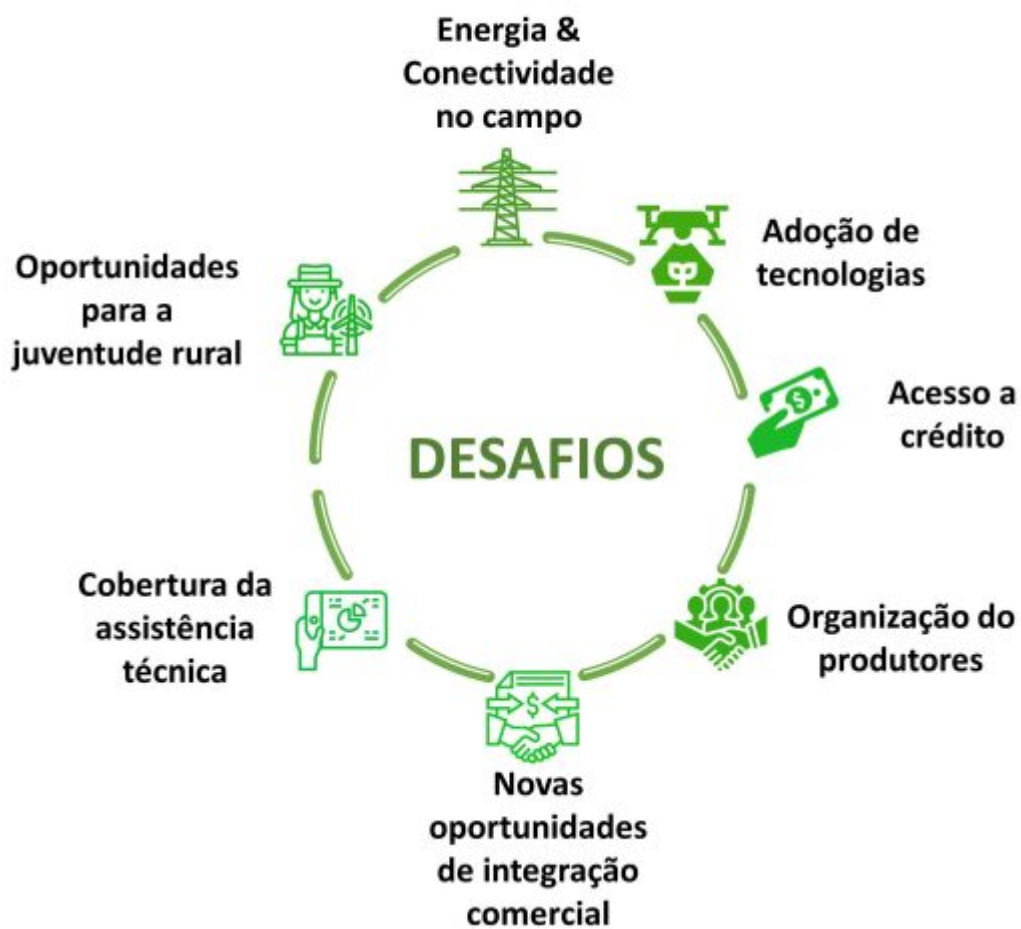 Energia &
Conectividade
no campo
Adoção de
tecnologias
Oportunidades
para a
juventude rural
Acesso a
crédito
DESAFIOS
Cobertura da
assistência
técnica
Organização do
produtores
Novas
oportunidades
de integração
comercial